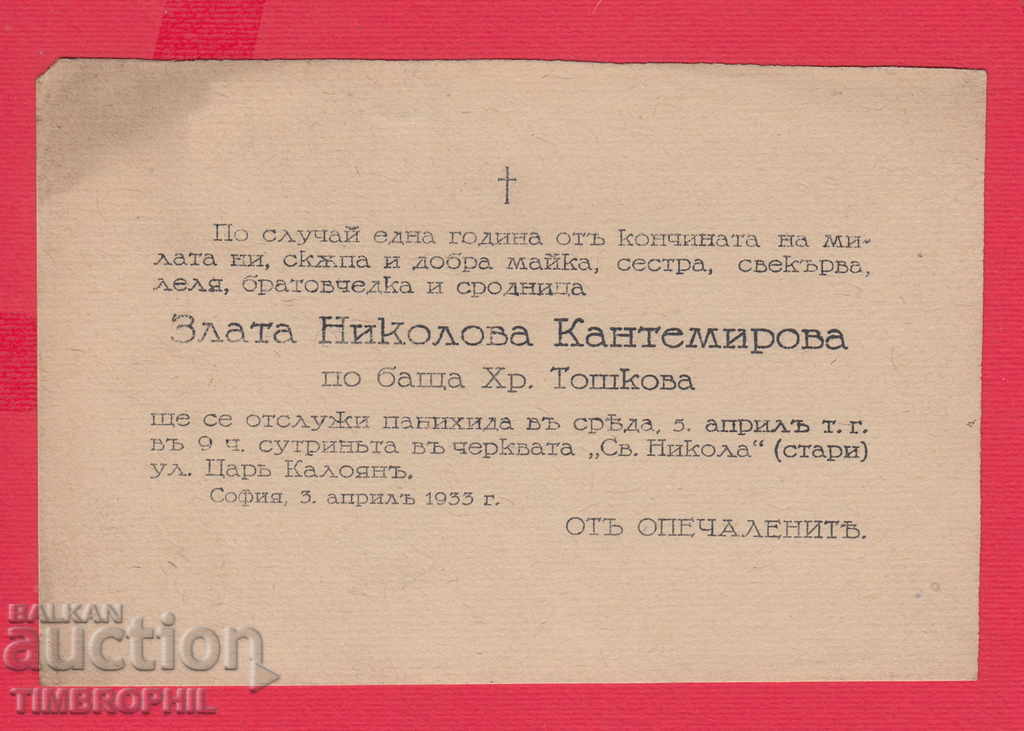 †
По случай една година отъ кончината на ми-
лата ни, скѫпа и добра майка, сестра, свекърва,
леля, братовчедка и сродница
Злата Николова Кантемирова
по баща Хр. Тошкова
ще се отслужи панихида въ срѣда, 5. априлъ т. г.
въ 9 ч. сутриньта въ черквата „Св. Никола“ (стари)
ул. Царь Калоянъ.
София, 3. априлъ 1933 г.
ОТЪ ОПЕЧАЛЕНИТѢ.
BALKAN
auction
TIMBROPHIL